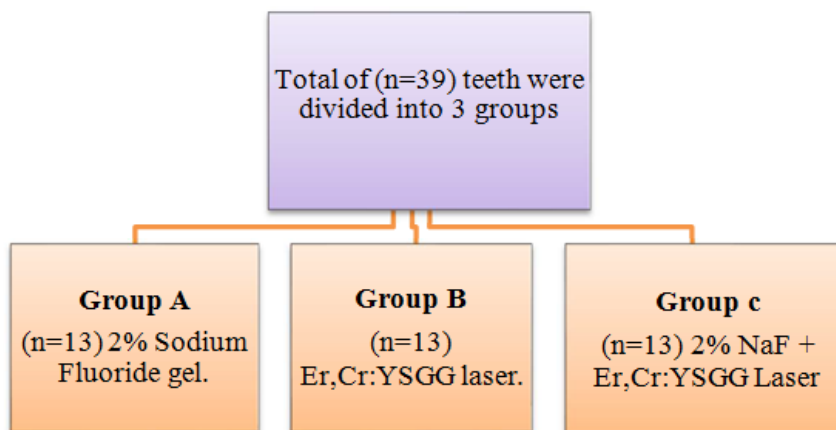 Total of (n=39) teeth were
divided into 3 groups
Group A
(n=13) 2% Sodium
Fluoride gel.
Group B
(n=13)
Er,Cr:YSGG laser.
Group c
(n=13) 2% NaF +
Er,Cr:YSGG Laser